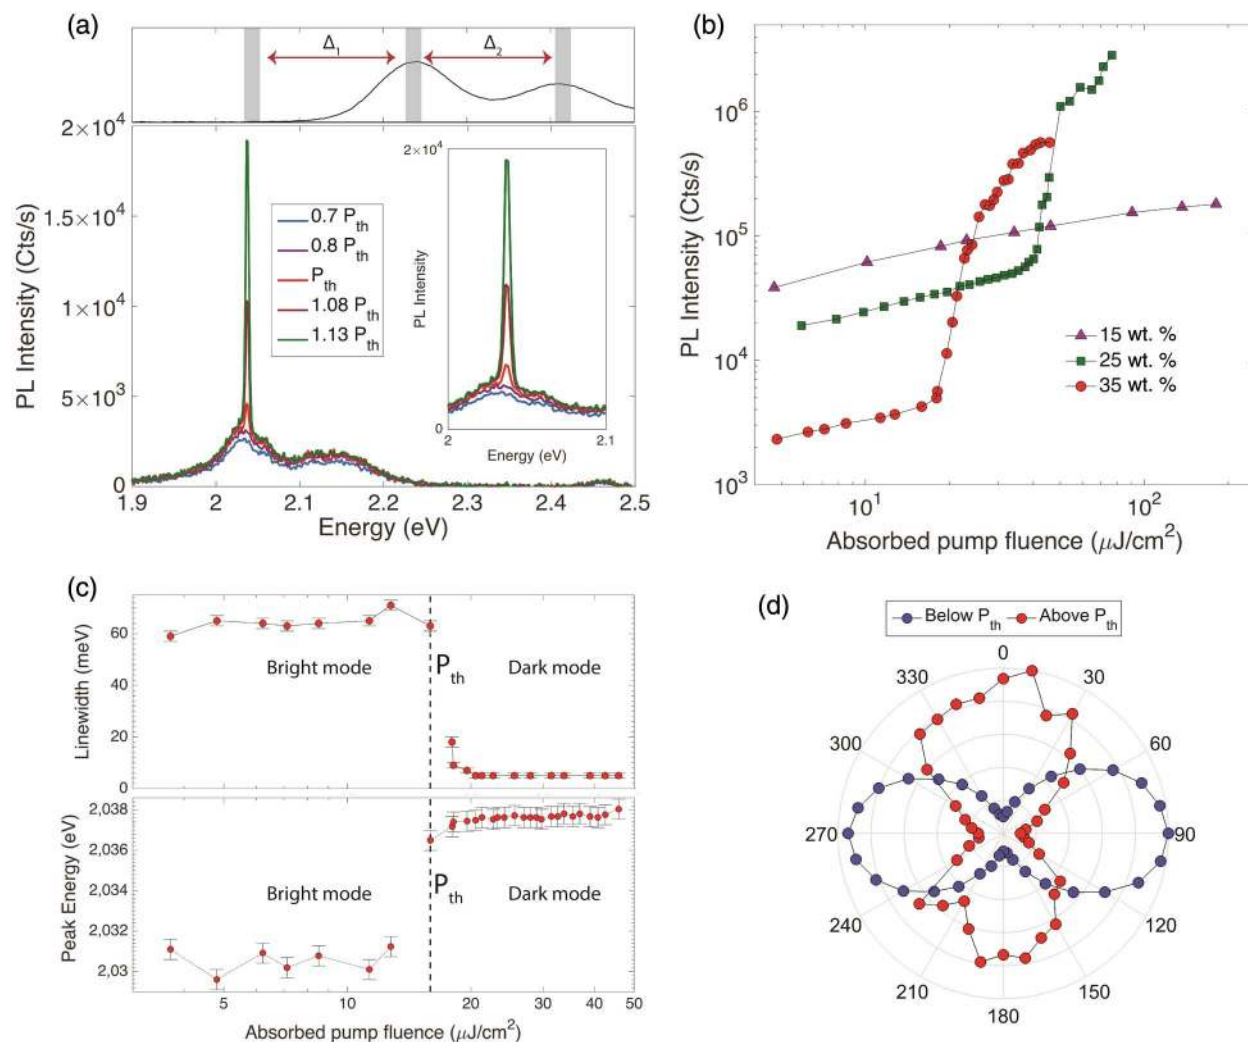 (a)
Δ1
Δ2
2×10^4
1.5×10^4
1×10^4
5×10^3
0
PL Intensity (Cts/s)
1.9
2
2.1
2.2
2.3
2.4
2.5
Energy (eV)
0.7 Pth
0.8 Pth
Pth
1.08 Pth
1.13 Pth
2×10^4
PL Intensity
0
2
2.1
Energy (eV)
(b)
10^6
10^5
10^4
10^3
PL Intensity (Cts/s)
15 wt. %
25 wt. %
35 wt. %
10^1
10^2
Absorbed pump fluence (μJ/cm^2)
(c)
60
40
20
0
Linewidth (meV)
Bright mode
Pth
Dark mode
2,038
2,036
2,034
2,032
2,03
Peak Energy (eV)
Bright mode
Pth
Dark mode
5
10
20
30
40
50
Absorbed pump fluence (μJ/cm^2)
(d)
Below Pth
Above Pth
0
30
60
90
120
150
180
210
240
270
300
330